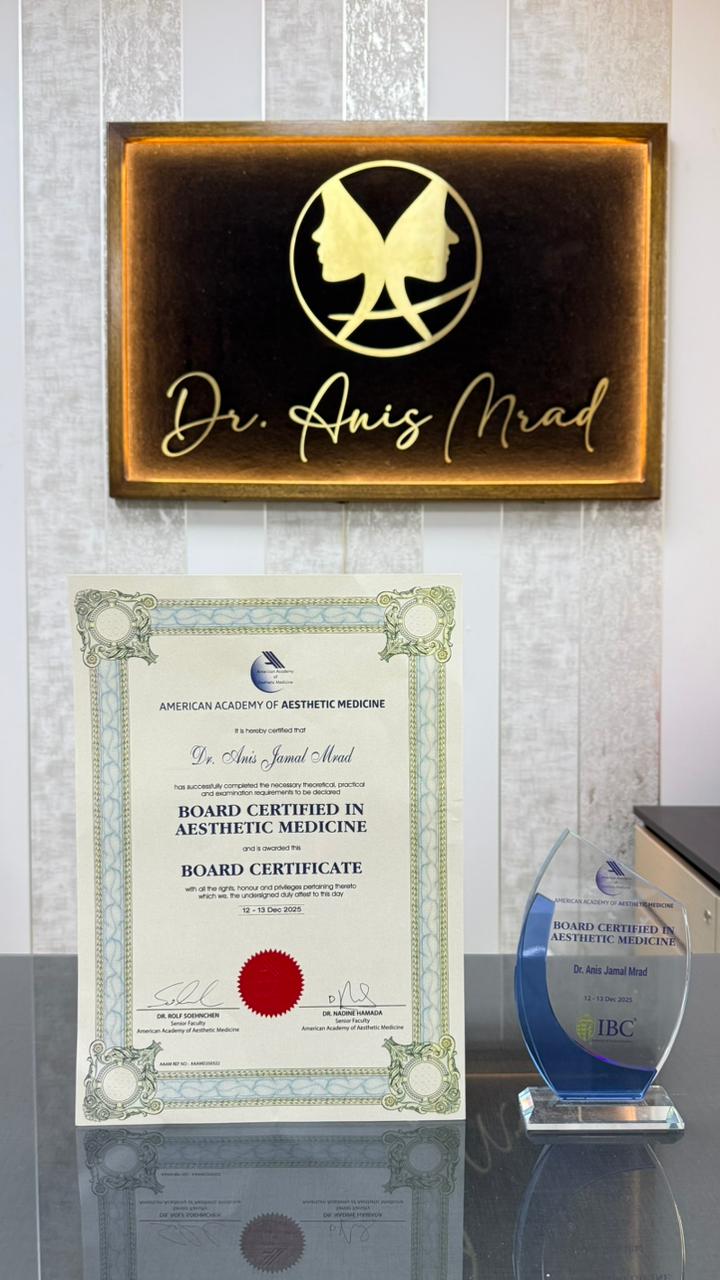 Dr. Anis Mrad
American Academy
of
Aesthetic Medicine
AMERICAN ACADEMY OF AESTHETIC MEDICINE
It is hereby certified that
Dr. Anis Jamal Mrad
has successfully completed the necessary theoretical, practical
and examination requirements to be declared
BOARD CERTIFIED IN
AESTHETIC MEDICINE
and is awarded this
BOARD CERTIFICATE
with all the rights, honour and privileges pertaining thereto
which we, the undersigned duly attest to this day
12 - 13 Dec 2025
DR. ROLF SOEHNCHEN
Senior Faculty
American Academy of Aesthetic Medicine
DR. NADINE HAMADA
Senior Faculty
American Academy of Aesthetic Medicine
AAAM REF NO :
AMERICAN ACADEMY OF AESTHETIC MEDICINE
BOARD CERTIFIED IN
AESTHETIC MEDICINE
Dr. Anis Jamal Mrad
12 - 13 Dec 2025
IBC